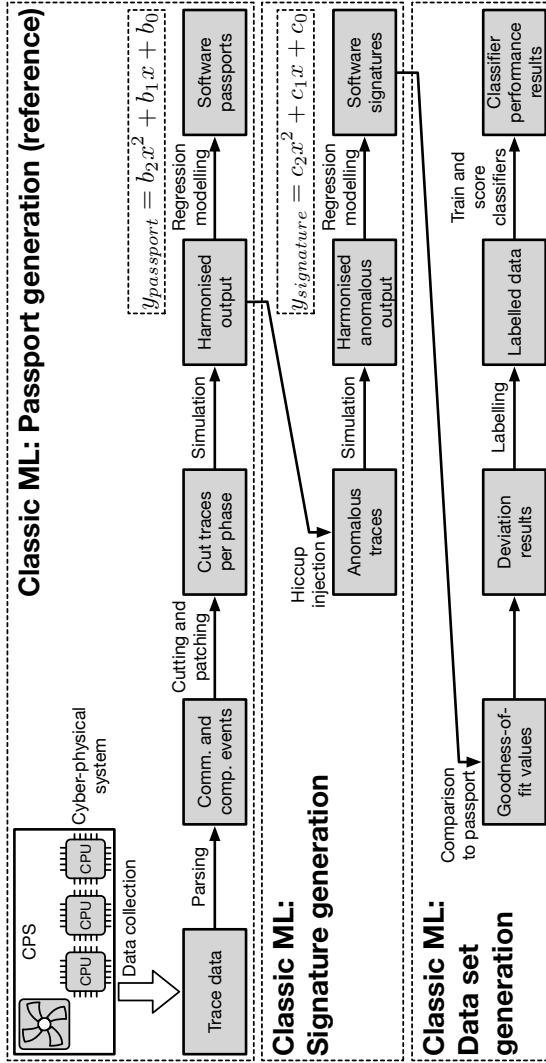 Classic ML: Passport generation (reference)
CPS
CPU
CPU
CPU
Cyber-physical
system
Data collection
Trace data
Parsing
Comm. and
comp. events
Cutting and
patching
Cut traces
per phase
Simulation
Harmonised
output
Regression
modelling
Software
passports
y_{passport} = b_2x^2 + b_1x + b_0
Classic ML:
Signature generation
Hiccup
injection
Anomalous
traces
Simulation
Harmonised
anomalous
output
Regression
modelling
Software
signatures
y_{signature} = c_2x^2 + c_1x + c_0
Classic ML:
Data set
generation
Comparison
to passport
Goodness-of-
fit values
Deviation
results
Labelling
Labelled data
Train and
score
classifiers
Classifier
performance
results